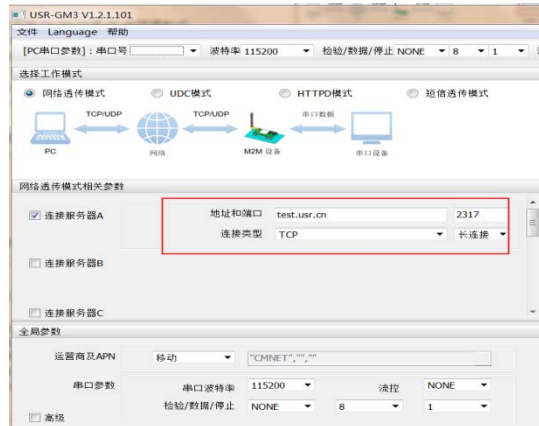 USR-GM3 V1.2.1.101
文件 Language 帮助
[PC串口参数]：串口号 波特率 115200 检验/数据/停止 NONE 8 1
选择工作模式
网络透传模式 UDC模式 HTTPD模式 短信透传模式
TCP/UDP TCP/UDP 串口数据
PC 网络 M2M 设备 串口设备
网络透传模式相关参数
连接服务器A 地址和端口 test.usr.cn 2317
连接类型 TCP 长连接
连接服务器B
连接服务器C
全局参数
运营商及APN 移动 "CMNET","",""
串口参数 串口波特率 115200 流控 NONE
检验/数据/停止 NONE 8 1
高级